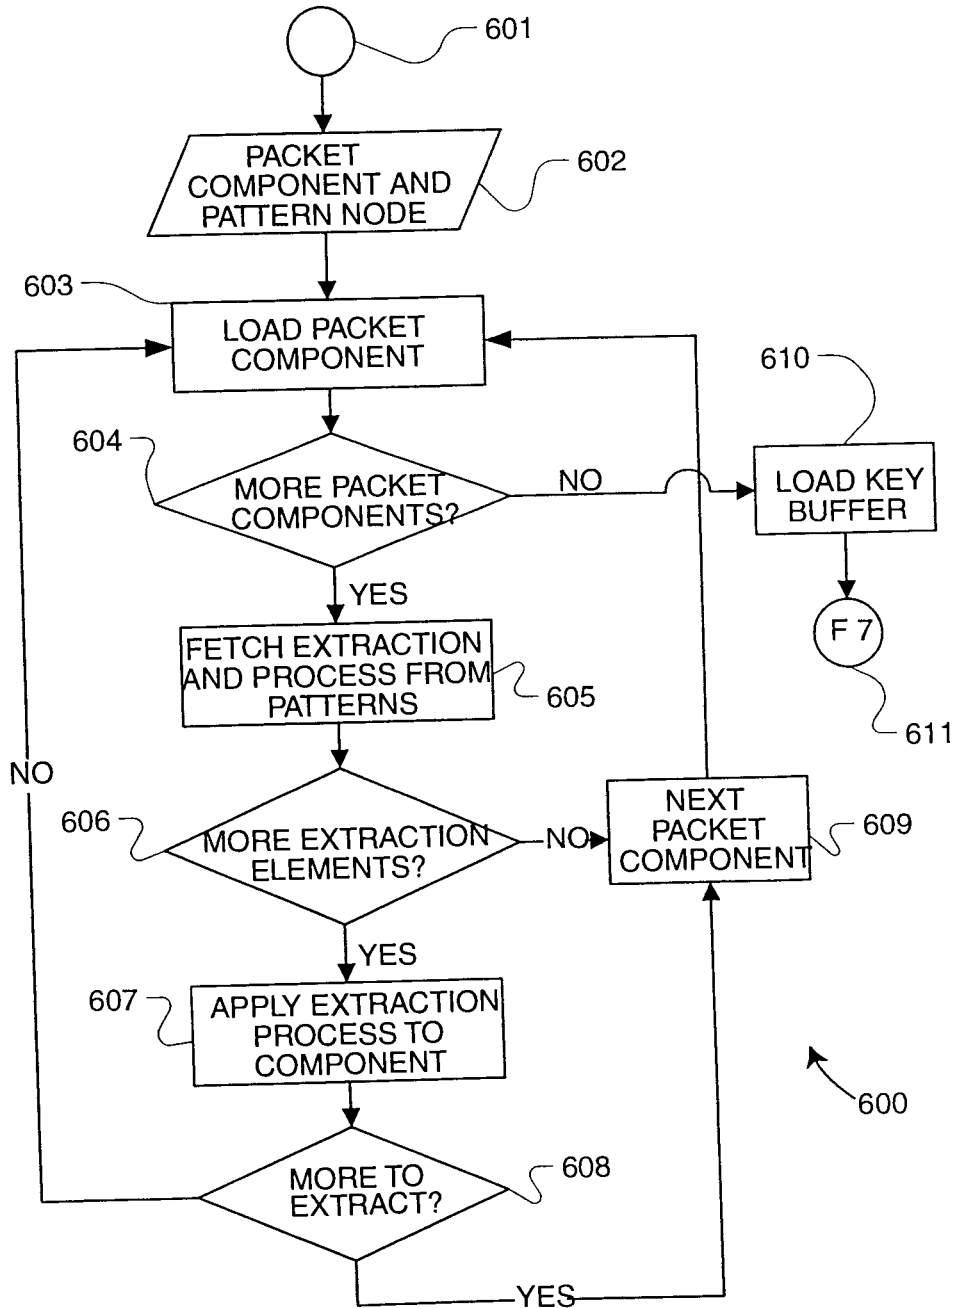 601
PACKET
COMPONENT AND
PATTERN NODE
602
603
LOAD PACKET
COMPONENT
610
604
MORE PACKET
COMPONENTS?
NO
LOAD KEY
BUFFER
YES
F 7
611
FETCH EXTRACTION
AND PROCESS FROM
PATTERNS
605
NO
606
MORE EXTRACTION
ELEMENTS?
NO
NEXT
PACKET
COMPONENT
609
YES
607
APPLY EXTRACTION
PROCESS TO
COMPONENT
600
MORE TO
EXTRACT?
608
YES